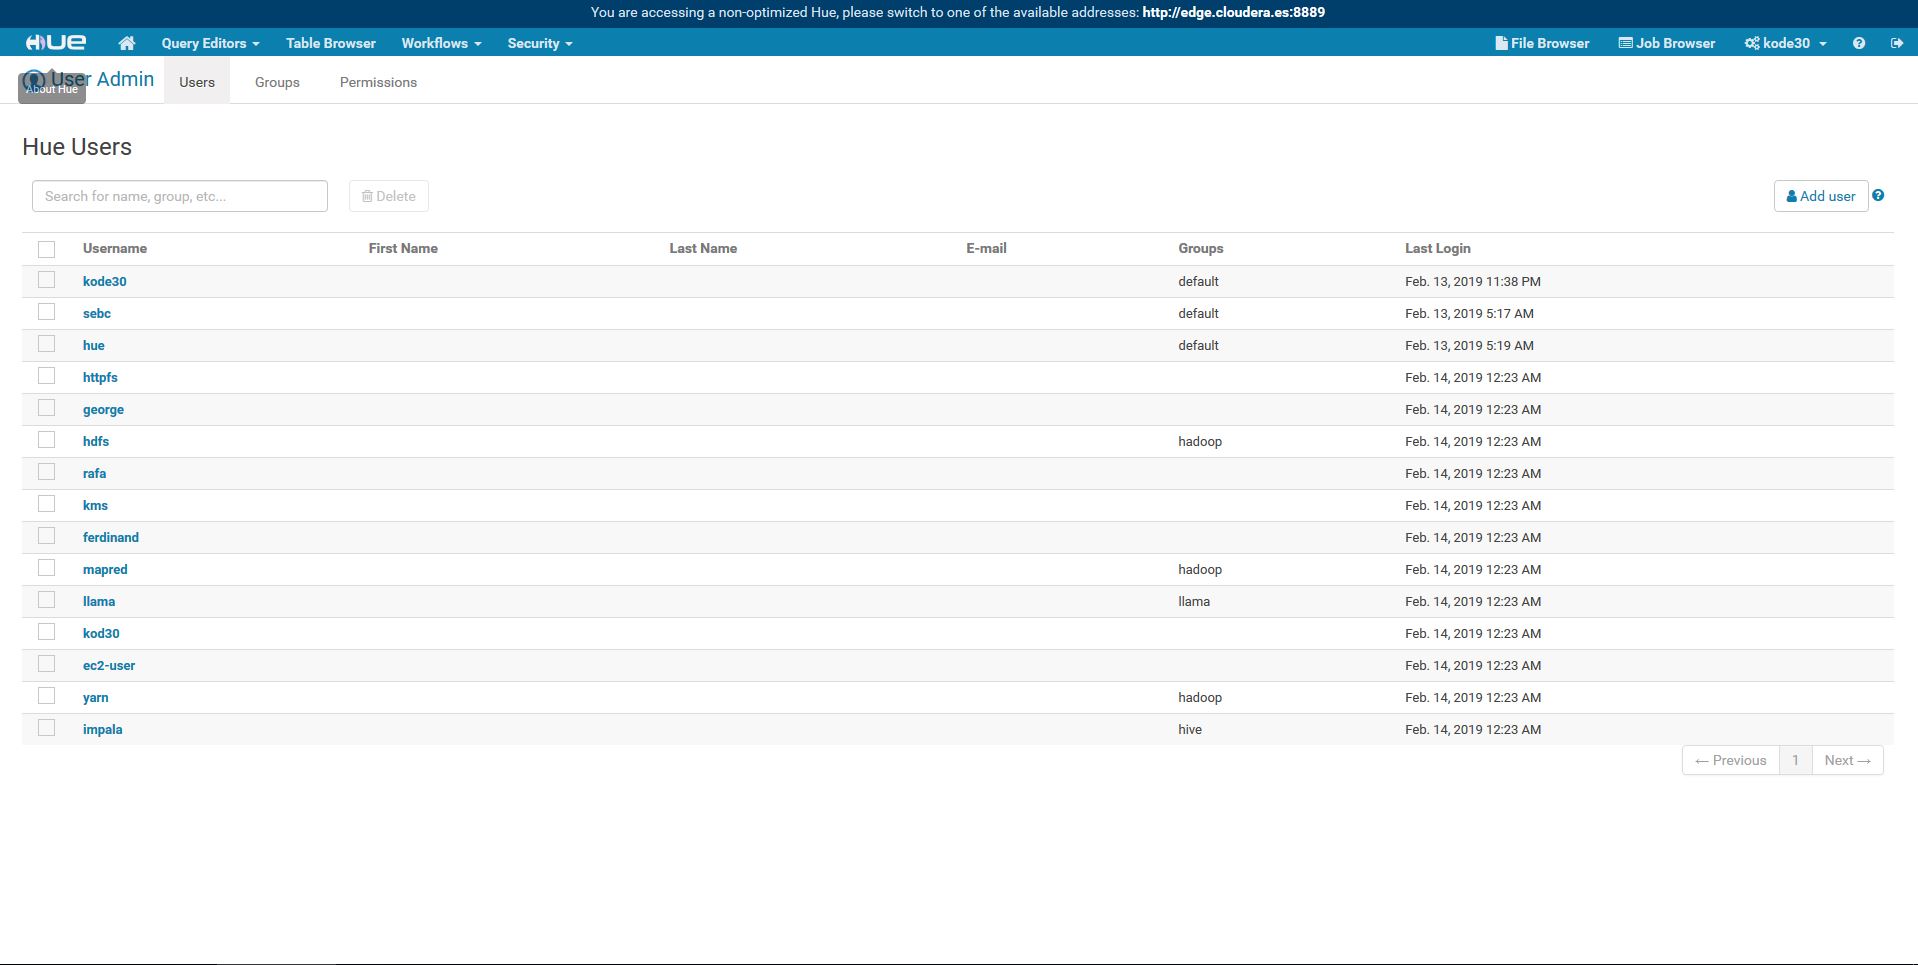 You are accessing a non-optimized Hue, please switch to one of the available addresses: http://edge.cloudera.es:8889
HUE Query Editors Table Browser Workflows Security File Browser Job Browser kode30
User Admin Users Groups Permissions
About Hue
Hue Users
Search for name, group, etc... Delete Add user
Username First Name Last Name E-mail Groups Last Login
kode30 default Feb. 13, 2019 11:38 PM
sebc default Feb. 13, 2019 5:17 AM
hue default Feb. 13, 2019 5:19 AM
httpfs Feb. 14, 2019 12:23 AM
george Feb. 14, 2019 12:23 AM
hdfs hadoop Feb. 14, 2019 12:23 AM
rafa Feb. 14, 2019 12:23 AM
kms Feb. 14, 2019 12:23 AM
ferdinand Feb. 14, 2019 12:23 AM
mapred hadoop Feb. 14, 2019 12:23 AM
llama llama Feb. 14, 2019 12:23 AM
kod30 Feb. 14, 2019 12:23 AM
ec2-user Feb. 14, 2019 12:23 AM
yarn hadoop Feb. 14, 2019 12:23 AM
impala hive Feb. 14, 2019 12:23 AM
← Previous 1 Next →